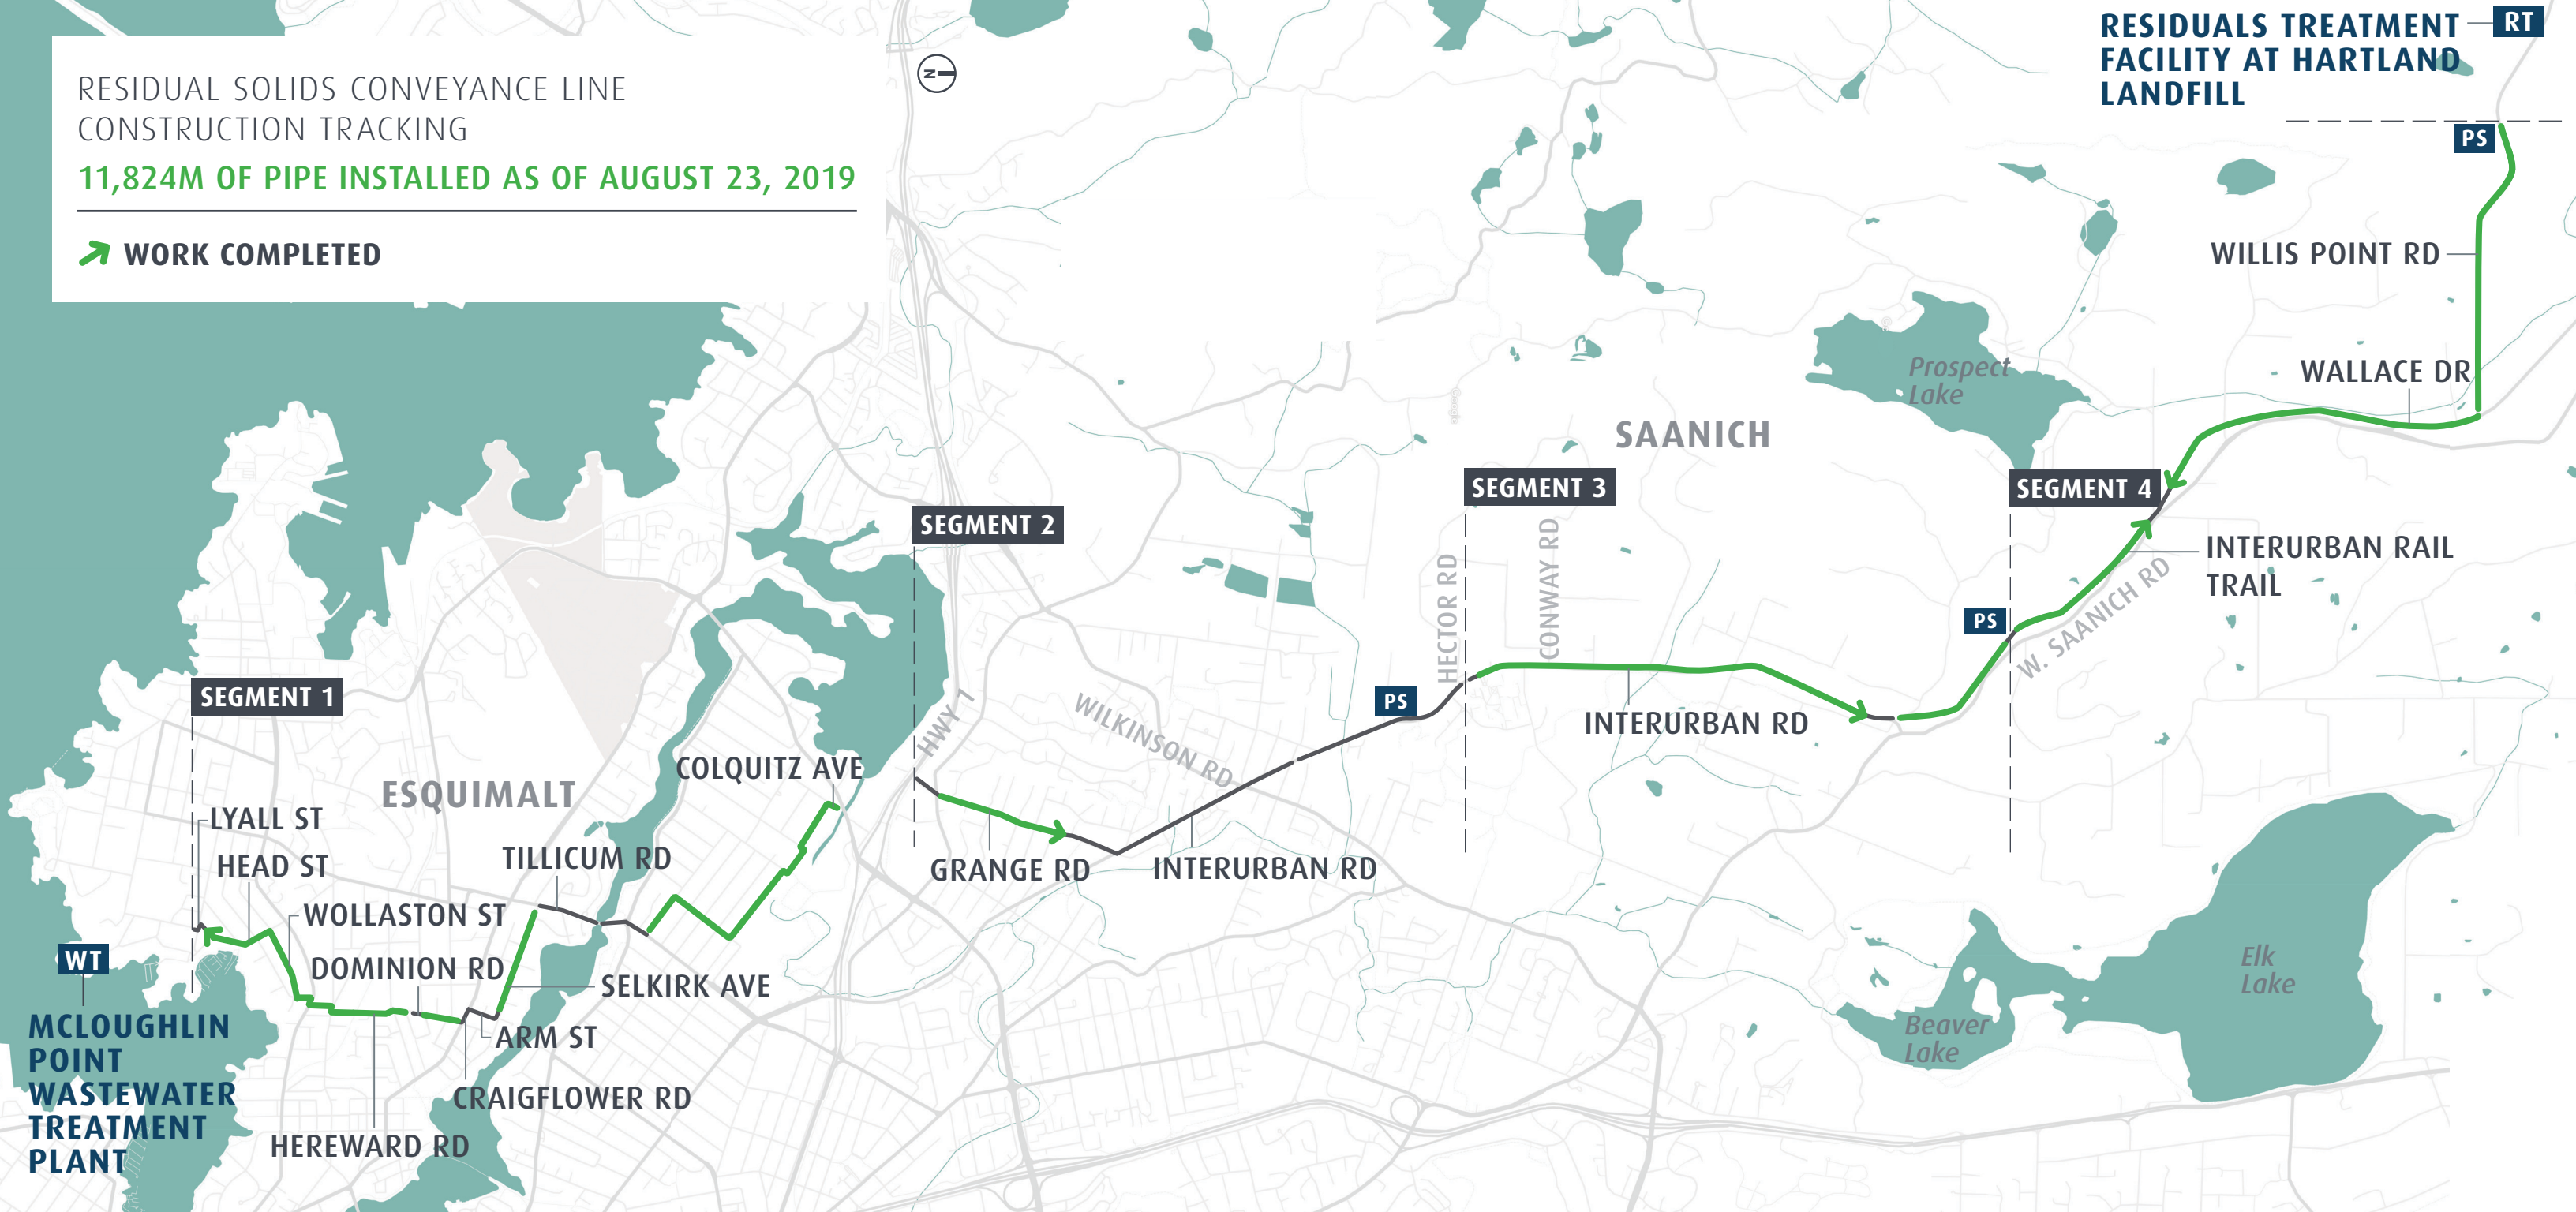 RESIDUAL SOLIDS CONVEYANCE LINE
CONSTRUCTION TRACKING
11,824M OF PIPE INSTALLED AS OF AUGUST 23, 2019
WORK COMPLETED
N
RESIDUALS TREATMENT
FACILITY AT HARTLAND
LANDFILL
RT
PS
WILLIS POINT RD
WALLACE DR
Prospect
Lake
SAANICH
SEGMENT 3
SEGMENT 4
SEGMENT 2
HECTOR RD
CONWAY RD
INTERURBAN RAIL
TRAIL
W. SAANICH RD
PS
PS
SEGMENT 1
HWY 1
WILKINSON RD
INTERURBAN RD
COLQUITZ AVE
ESQUIMALT
LYALL ST
HEAD ST
TILLICUM RD
GRANGE RD
INTERURBAN RD
WOLLASTON ST
WT
DOMINION RD
SELKIRK AVE
Elk
Lake
MCLOUGHLIN
POINT
WASTEWATER
TREATMENT
PLANT
ARM ST
Beaver
Lake
CRAIGFLOWER RD
HEREWARD RD